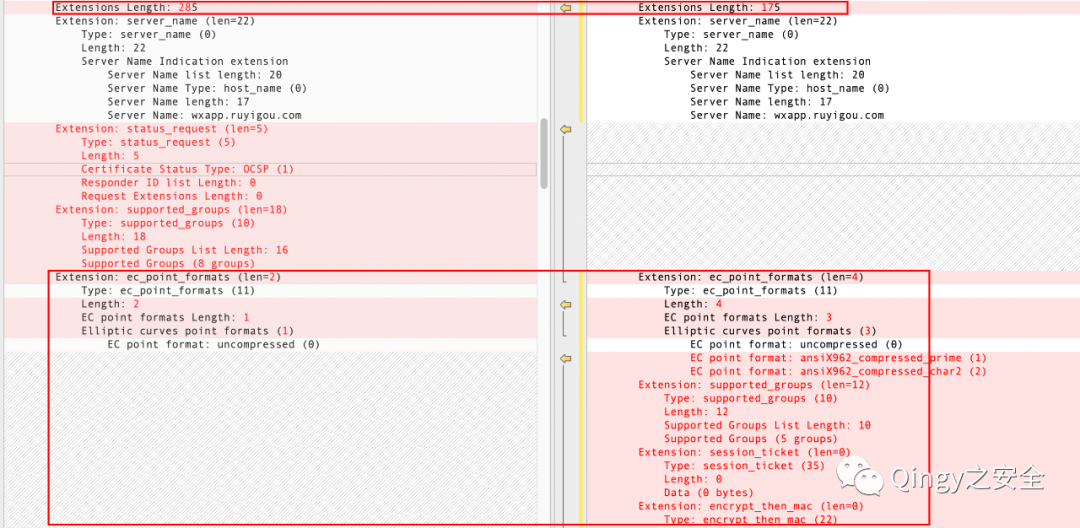 Extensions Length: 285
Extension: server_name (len=22)
Type: server_name (0)
Length: 22
Server Name Indication extension
Server Name list length: 20
Server Name Type: host_name (0)
Server Name length: 17
Server Name: wxapp.ruyigou.com
Extension: status_request (len=5)
Type: status_request (5)
Length: 5
Certificate Status Type: OCSP (1)
Responder ID list Length: 0
Request Extensions Length: 0
Extension: supported_groups (len=18)
Type: supported_groups (10)
Length: 18
Supported Groups List Length: 16
Supported Groups (8 groups)
Extension: ec_point_formats (len=2)
Type: ec_point_formats (11)
Length: 2
EC point formats Length: 1
Elliptic curves point formats (1)
EC point format: uncompressed (0)
Extensions Length: 175
Extension: server_name (len=22)
Type: server_name (0)
Length: 22
Server Name Indication extension
Server Name list length: 20
Server Name Type: host_name (0)
Server Name length: 17
Server Name: wxapp.ruyigou.com
Extension: ec_point_formats (len=4)
Type: ec_point_formats (11)
Length: 4
EC point formats Length: 3
Elliptic curves point formats (3)
EC point format: uncompressed (0)
EC point format: ansiX962_compressed_prime (1)
EC point format: ansiX962_compressed_char2 (2)
Extension: supported_groups (len=12)
Type: supported_groups (10)
Length: 12
Supported Groups List Length: 10
Supported Groups (5 groups)
Extension: session_ticket (len=0)
Type: session_ticket (35)
Length: 0
Data (0 bytes)
Extension: encrypt_then_mac (len=0)
Type: encrypt_then_mac (22)
Qingy之安全